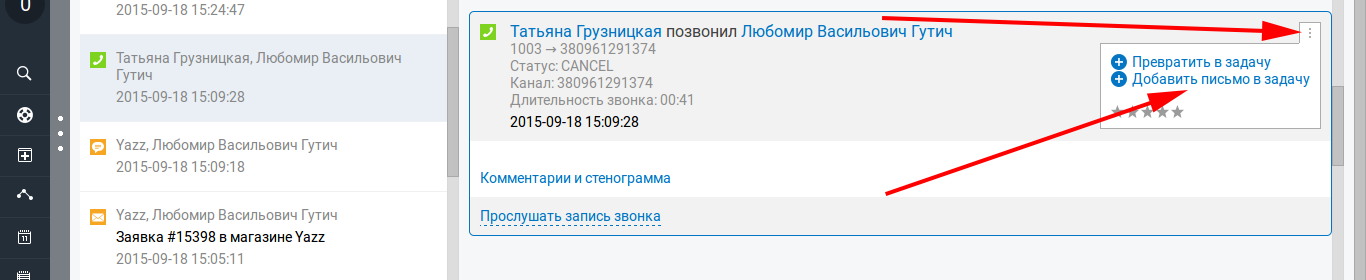 0
2015-09-18 15:24:47
Татьяна Грузницкая, Любомир Васильович
Гутич
2015-09-18 15:09:28
Yazz, Любомир Васильович Гутич
2015-09-18 15:09:18
Yazz, Любомир Васильович Гутич
Заявка #15398 в магазине Yazz
2015-09-18 15:05:11
11
Татьяна Грузницкая позвонил Любомир Васильович Гутич
1003 → 380961291374
Статус: CANCEL
Канал: 380961291374
Длительность звонка: 00:41
2015-09-18 15:09:28
Превратить в задачу
Добавить письмо в задачу
Комментарии и стенограмма
Прослушать запись звонка